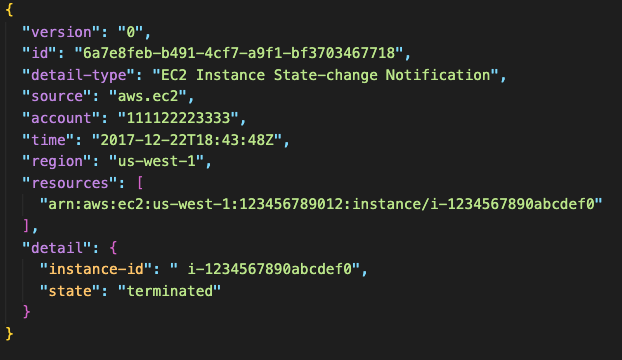 {
"version": "0",
"id": "6a7e8feb-b491-4cf7-a9f1-bf3703467718",
"detail-type": "EC2 Instance State-change Notification",
"source": "aws.ec2",
"account": "111122223333",
"time": "2017-12-22T18:43:48Z",
"region": "us-west-1",
"resources": [
"arn:aws:ec2:us-west-1:123456789012:instance/i-1234567890abcdef0"
],
"detail": {
"instance-id": " i-1234567890abcdef0",
"state": "terminated"
}
}